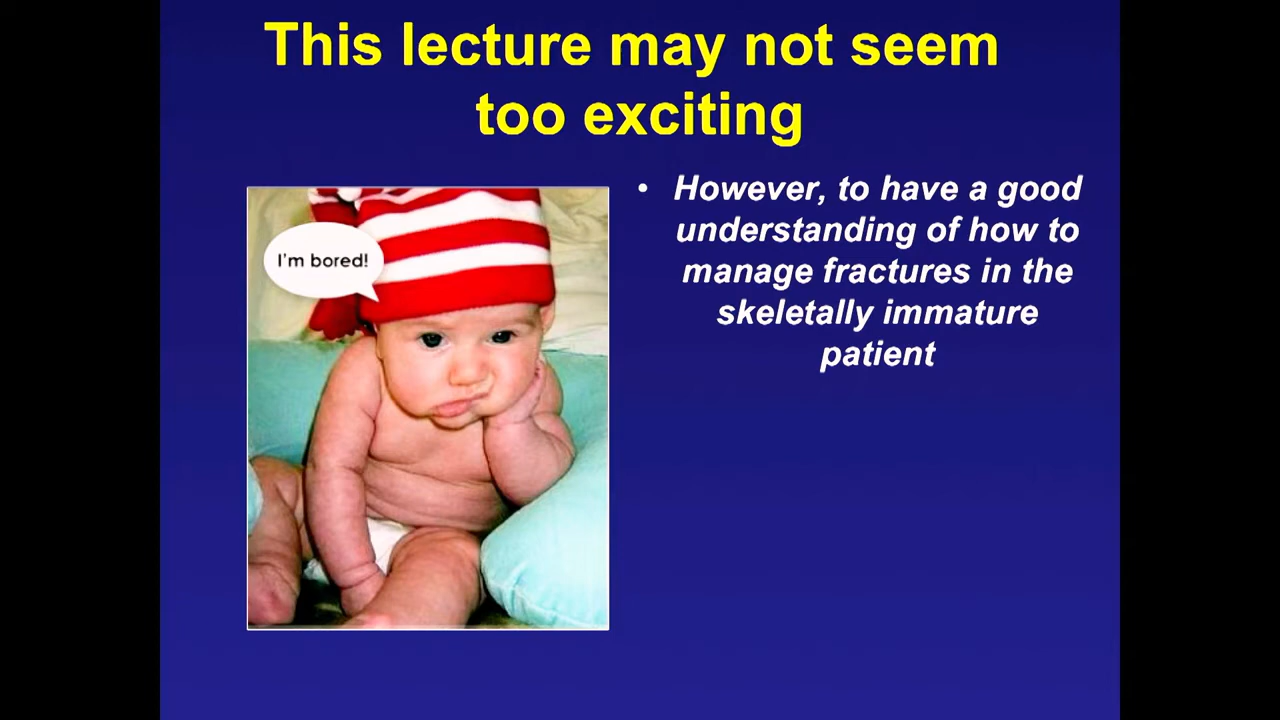 This lecture may not seem
too exciting
I'm bored!
• However, to have a good
understanding of how to
manage fractures in the
skeletally immature
patient